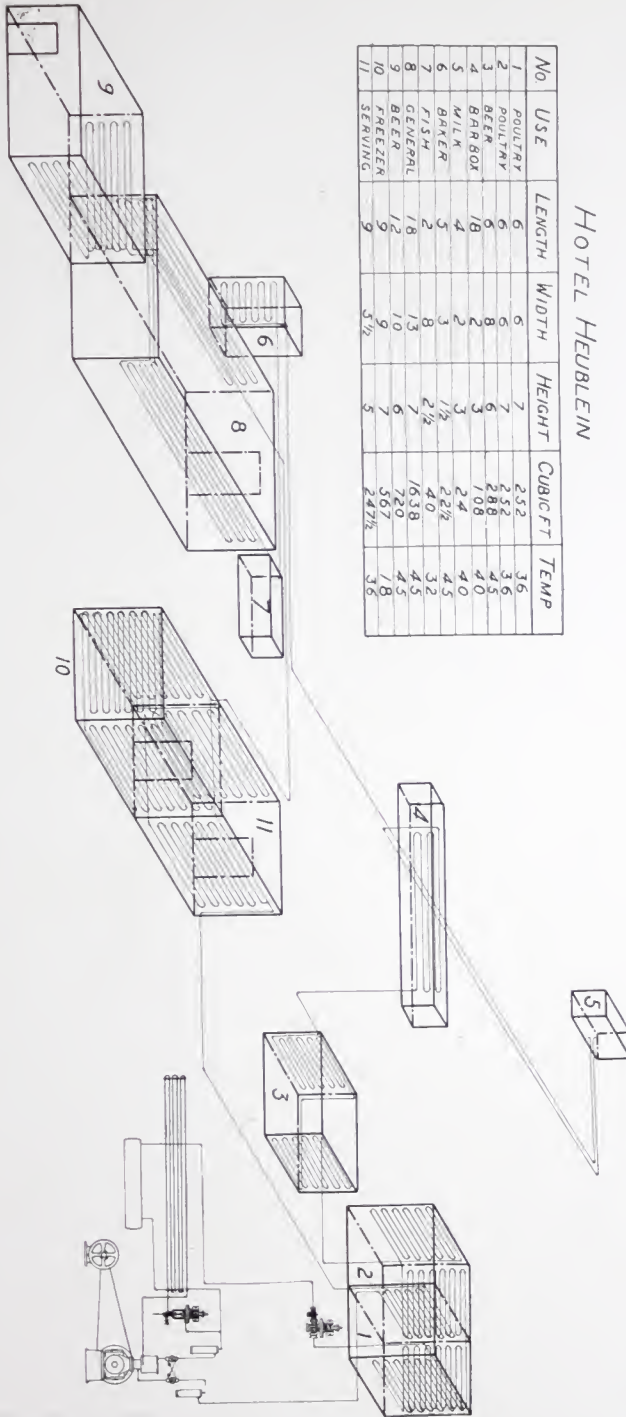 HOTEL HEUBLEIN
No. USE LENGTH WIDTH HEIGHT CUBIC FT TEMP
1 POULTRY 6 6 7 252 36
2 POULTRY 6 6 7 252 36
3 BEER 6 8 6 288 45
4 BARBOX 18 2 3 108 40
5 MILK 4 2 3 24 40
6 BAKER 5 3 1½ 22½ 45
7 FISH 2 8 2½ 40 32
8 GENERAL 18 13 7 1638 45
9 BEER 12 10 6 720 45
10 FREEZER 9 9 7 567 18
11 SERVING 9 5½ 5 247½ 36
5
4
6
9
8
7
3
2
1
11
10